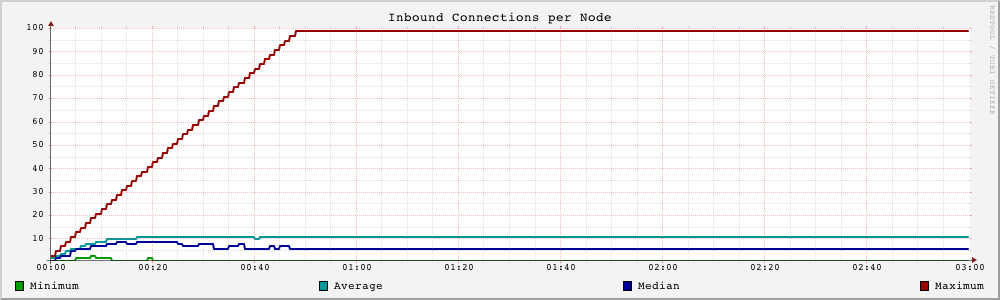 Inbound Connections per Node
100
90
80
70
60
50
40
30
20
10
00:00 00:20 00:40 01:00 01:20 01:40 02:00 02:20 02:40 03:00
Minimum Average Median Maximum
RRDTOOL / TOBI OETIKER